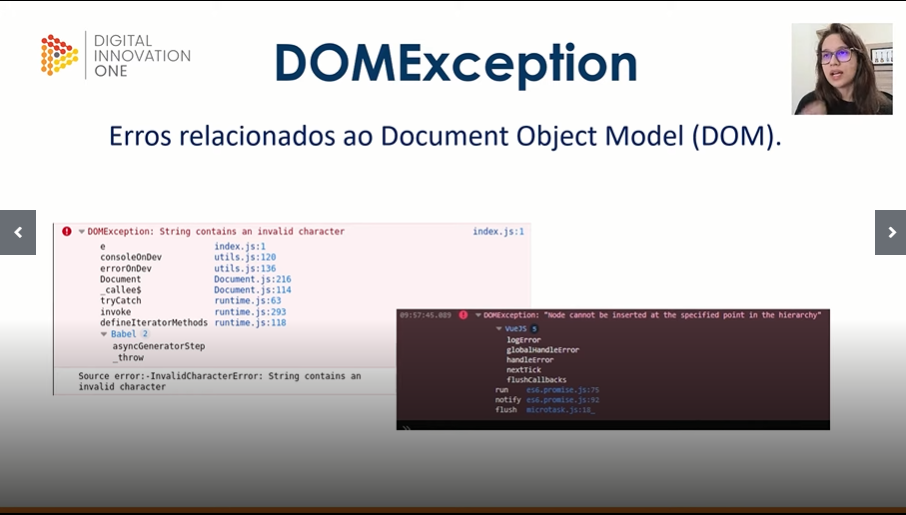 DIGITAL
INNOVATION
ONE
DOMException
Erros relacionados ao Document Object Model (DOM).
DOMException: String contains an invalid character index.js:1
e index.js:1
consoleOnDev utils.js:120
errorOnDev utils.js:136
Document Document.js:216
_callee$ Document.js:114
tryCatch runtime.js:63
invoke runtime.js:293
defineIteratorMethods runtime.js:118
Babel 2
asyncGeneratorStep
_throw
Source error:-InvalidCharacterError: String contains an
invalid character
09:57:45.089 DOMException: "Node cannot be inserted at the specified point in the hierarchy"
VueJS 9
logError
globalHandleError
handleError
nextTick
flushCallbacks
run es6.promise.js:75
notify es6.promise.js:92
flush microtask.js:18_